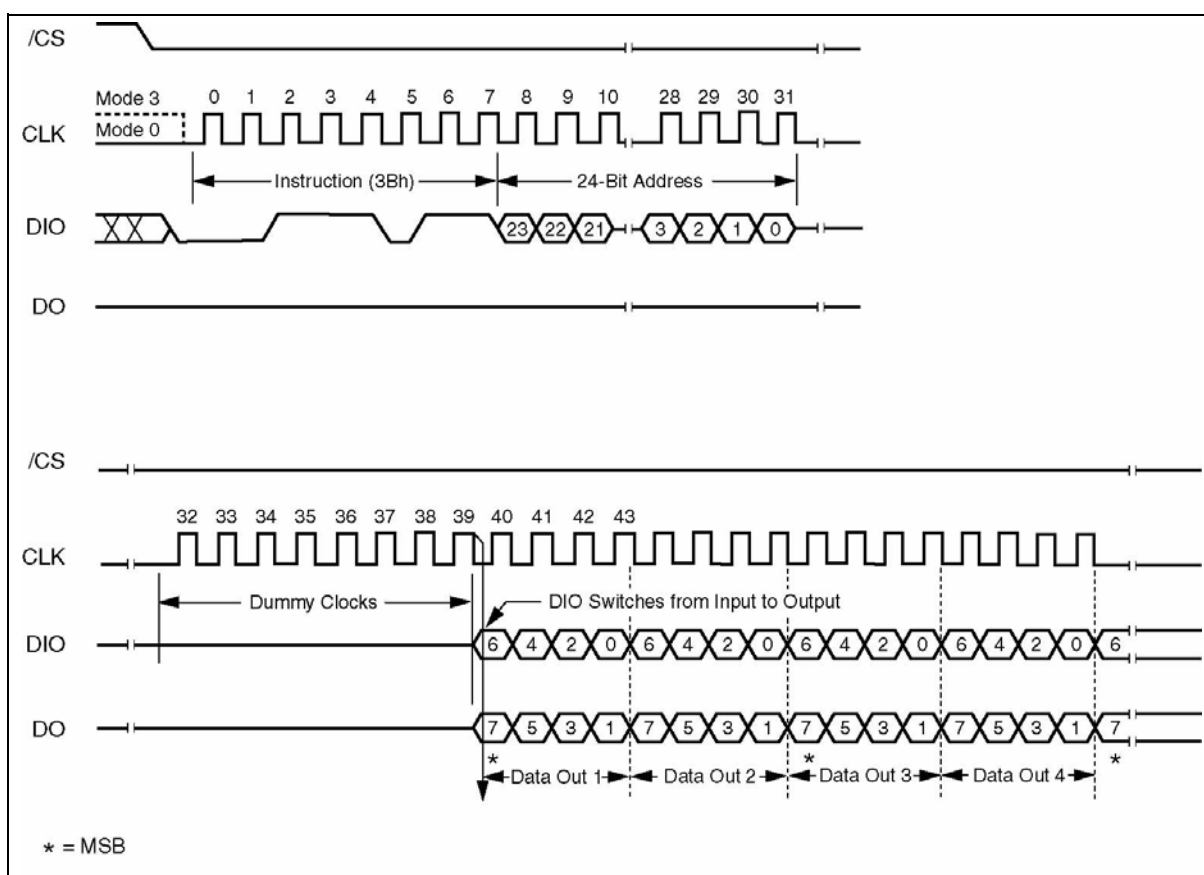 /CS
Mode 3 0 1 2 3 4 5 6 7 8 9 10 28 29 30 31
CLK Mode 0
Instruction (3Bh) 24-Bit Address
DIO 23 22 21 3 2 1 0
DO
/CS
32 33 34 35 36 37 38 39 40 41 42 43
CLK
Dummy Clocks DIO Switches from Input to Output
DIO 6 4 2 0 6 4 2 0 6 4 2 0 6 4 2 0 6
DO 7 5 3 1 7 5 3 1 7 5 3 1 7 5 3 1 7
* * *
Data Out 1 Data Out 2 Data Out 3 Data Out 4
* = MSB